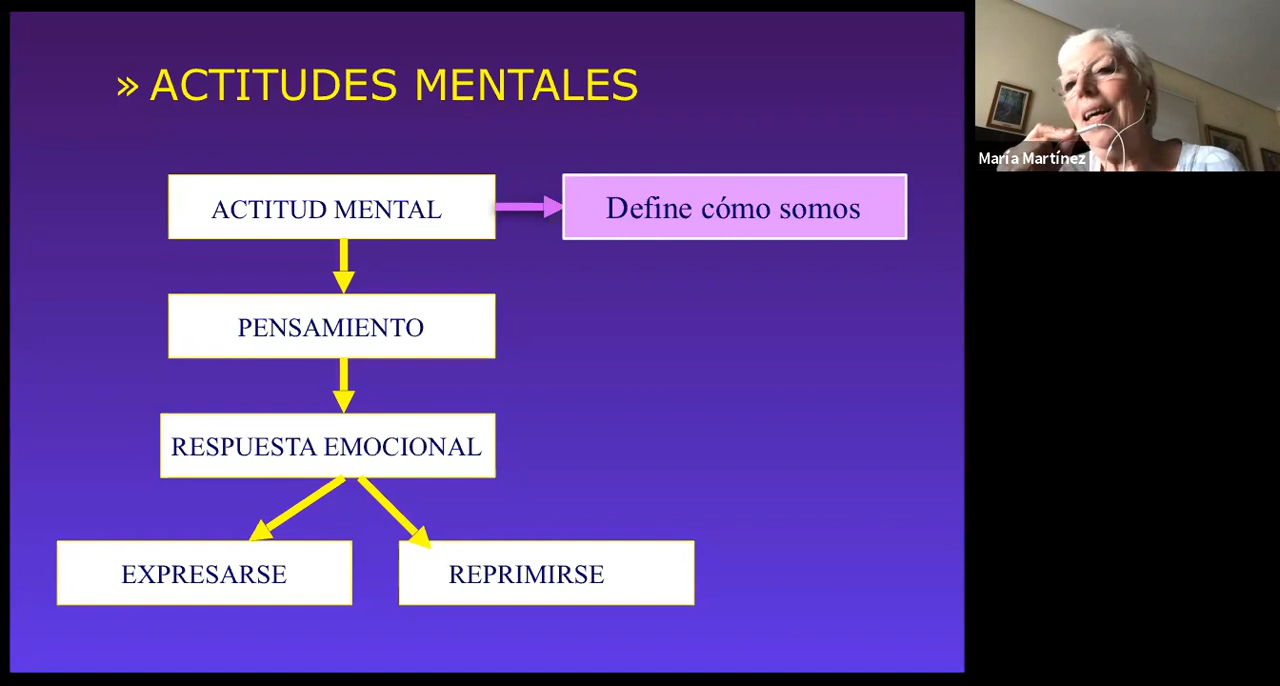 » ACTITUDES MENTALES
ACTITUD MENTAL
Define cómo somos
PENSAMIENTO
RESPUESTA EMOCIONAL
EXPRESARSE
REPRIMIRSE
María Martínez